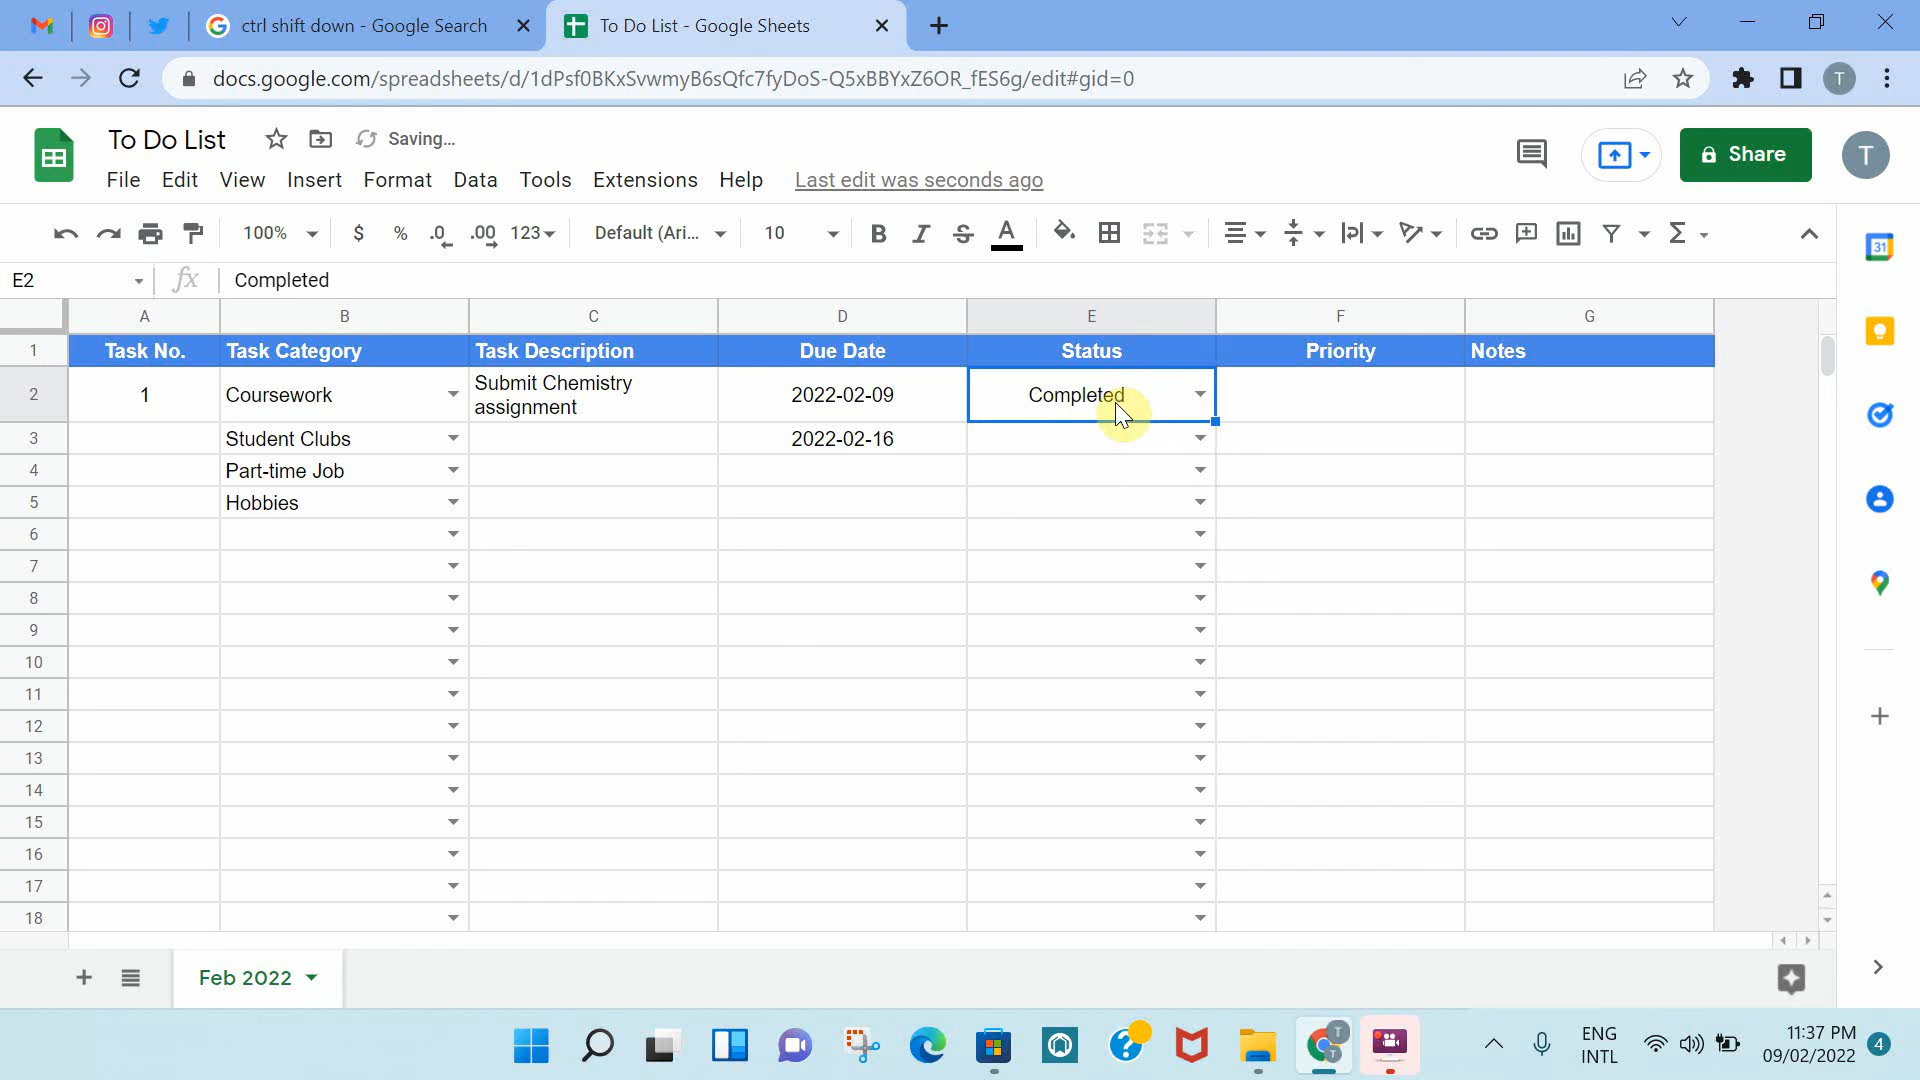 ctrl shift down - Google Search
To Do List - Google Sheets
docs.google.com/spreadsheets/d/1dPsf0BKxSvwmyB6sQfc7fyDoS-Q5xBBYxZ6OR_fES6g/edit#gid=0
T
To Do List
Saving...
Share
T
File Edit View Insert Format Data Tools Extensions Help Last edit was seconds ago
100% $ % .0 .00 123 Default (Ari... 10 B I S A Σ
31
E2 fx Completed
A B C D E F G
1 Task No. Task Category Task Description Due Date Status Priority Notes
2 1 Coursework Submit Chemistry assignment 2022-02-09 Completed
3 Student Clubs 2022-02-16
4 Part-time Job
5 Hobbies
6
7
8
9
10
11
12
13
14
15
16
17
18
Feb 2022
ENG
INTL
11:37 PM
09/02/2022
4